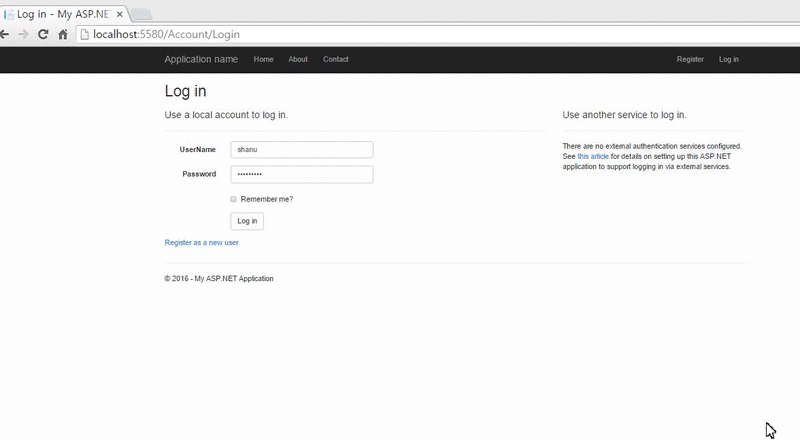 Log in - My ASP.NE
localhost:5580/Account/Login
Application name Home About Contact Register Log in
Log in
Use a local account to log in.
Use another service to log in.
UserName shanu
Password •••••••••
Remember me?
Log in
Register as a new user
There are no external authentication services configured.
See this article for details on setting up this ASP.NET
application to support logging in via external services.
© 2016 - My ASP.NET Application